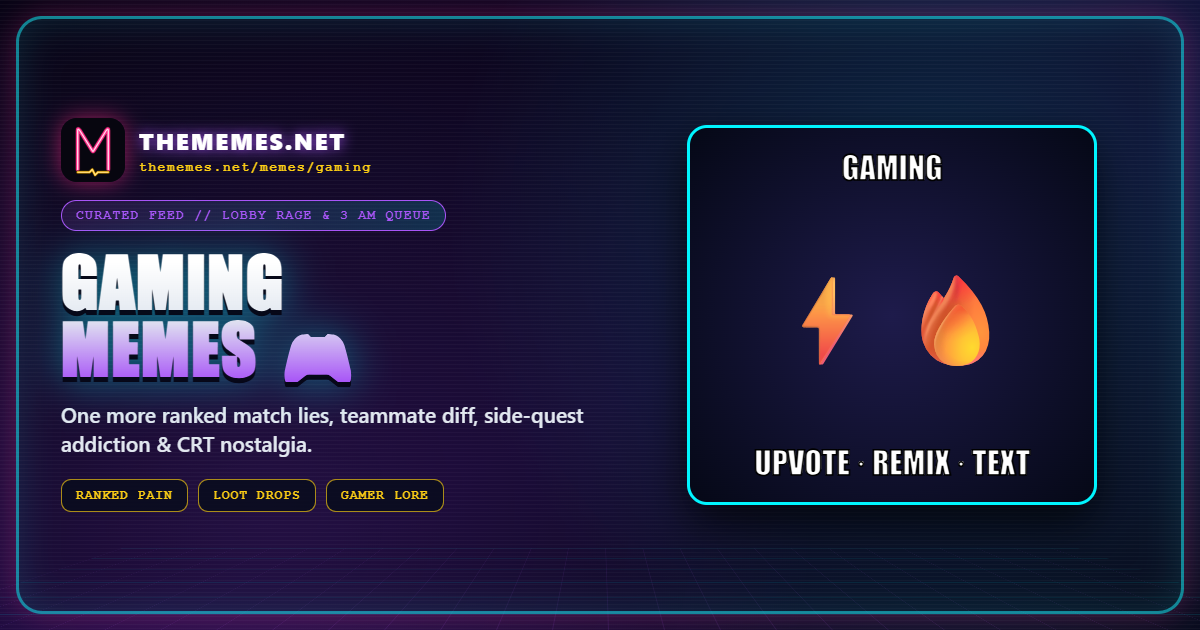 THEMEMES.NET
thememes.net/memes/gaming
CURATED FEED // LOBBY RAGE & 3 AM QUEUE
GAMING
MEMES
One more ranked match lies, teammate diff, side-quest
addiction & CRT nostalgia.
RANKED PAIN
LOOT DROPS
GAMER LORE
GAMING
UPVOTE · REMIX · TEXT